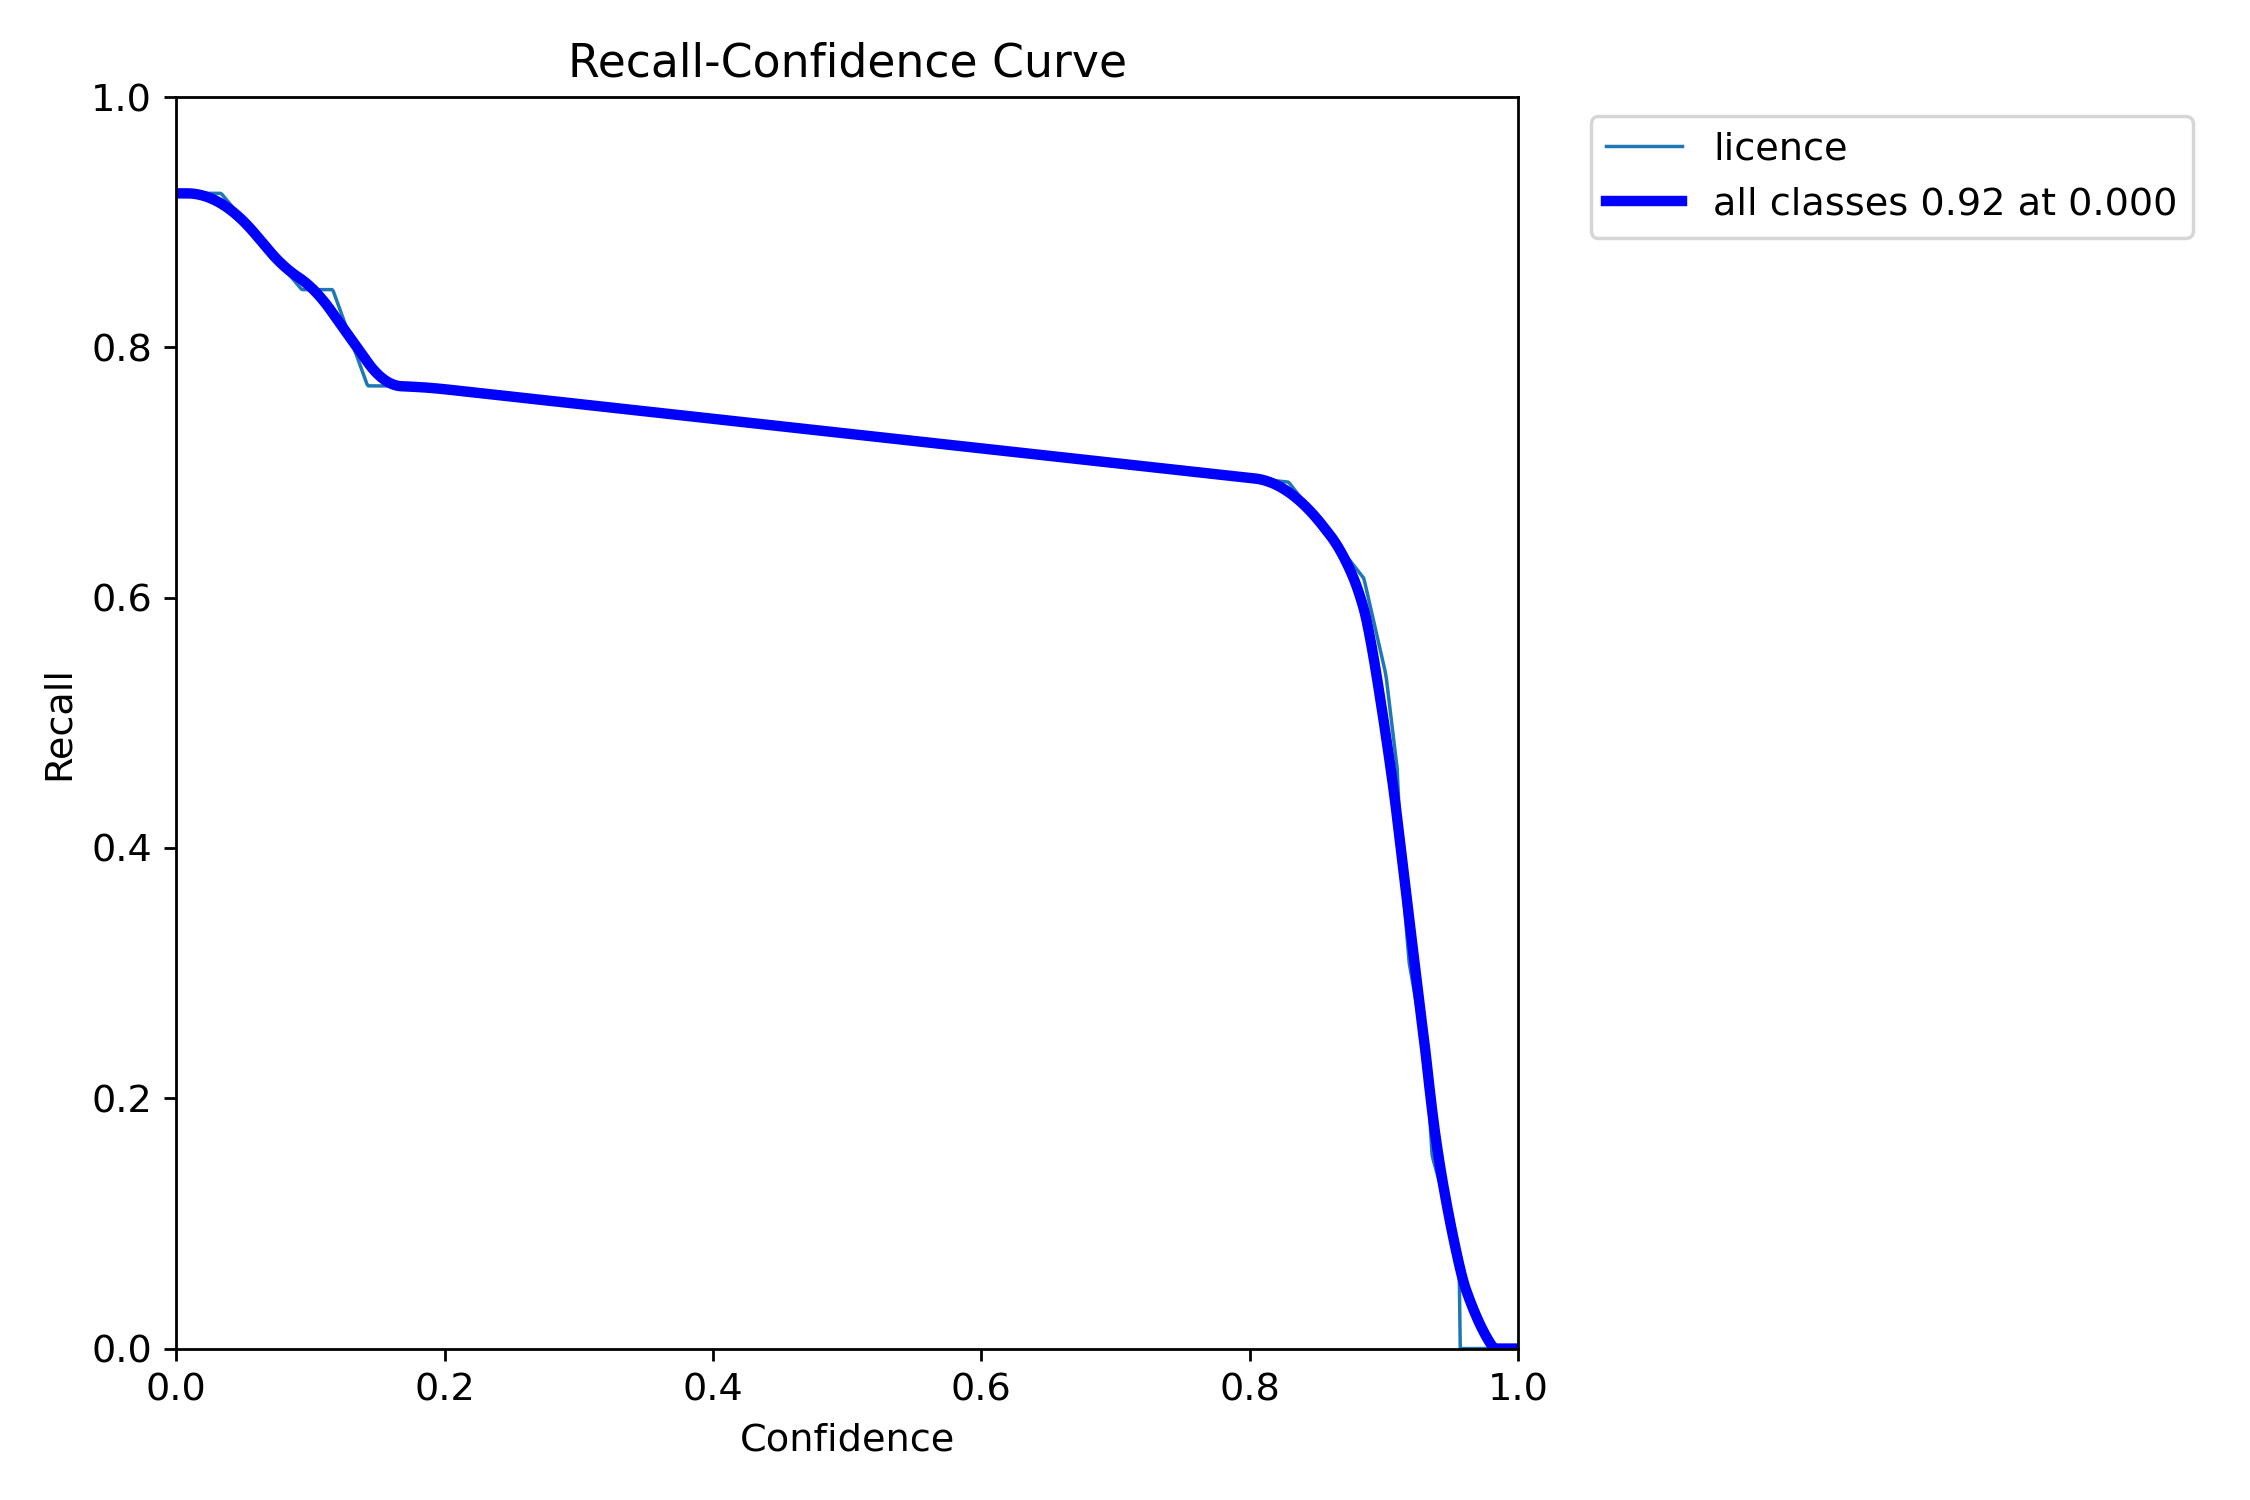 Recall-Confidence Curve
licence
all classes 0.92 at 0.000
1.0
0.8
0.6
0.4
0.2
0.0
Recall
0.0 0.2 0.4 0.6 0.8 1.0
Confidence